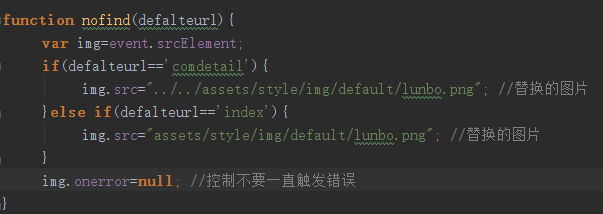 function nofind(defalteurl){
var img=event.srcElement;
if(defalteurl=='comdetail'){
img.src="../../assets/style/img/default/lunbo.png"; //替换的图片
}else if(defalteurl=='index'){
img.src="assets/style/img/default/lunbo.png"; //替换的图片
}
img.onerror=null; //控制不要一直触发错误
}